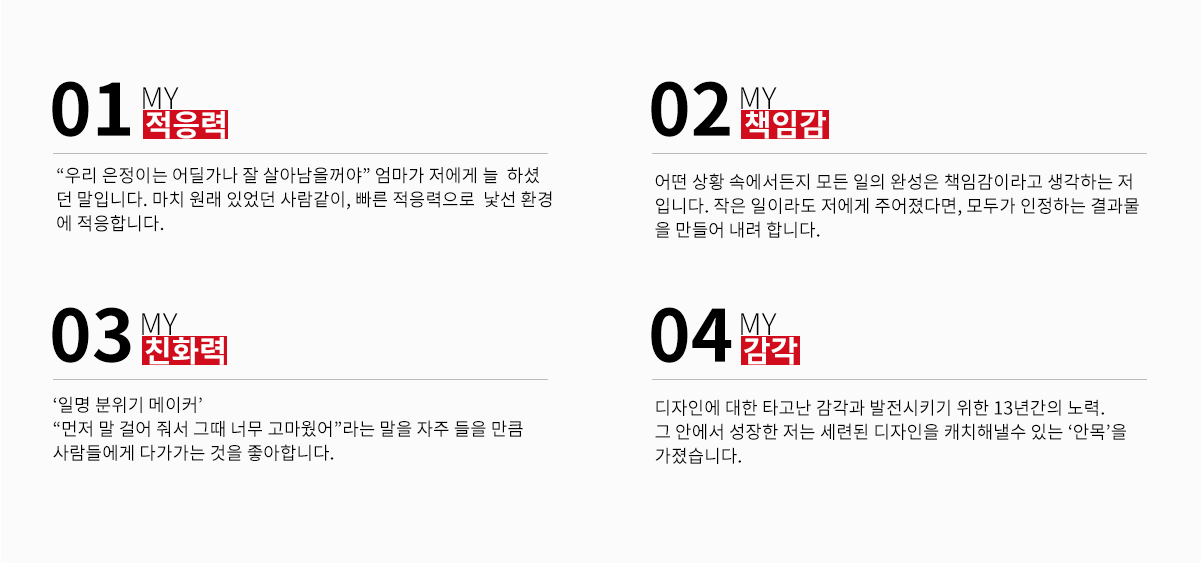 01 MY
적응력
“우리 은정이는 어딜가나 잘 살아남을꺼야” 엄마가 저에게 늘  하셨
던 말입니다. 마치 원래 있었던 사람같이, 빠른 적응력으로  낯선 환경
에 적응합니다.
02 MY
책임감
어떤 상황 속에서든지 모든 일의 완성은 책임감이라고 생각하는 저
입니다. 작은 일이라도 저에게 주어졌다면, 모두가 인정하는 결과물
을 만들어 내려 합니다.
03 MY
친화력
‘일명 분위기 메이커’
“먼저 말 걸어 줘서 그때 너무 고마웠어”라는 말을 자주 들을 만큼
사람들에게 다가가는 것을 좋아합니다.
04 MY
감각
디자인에 대한 타고난 감각과 발전시키기 위한 13년간의 노력.
그 안에서 성장한 저는 세련된 디자인을 캐치해낼수 있는 ‘안목’을
가졌습니다.